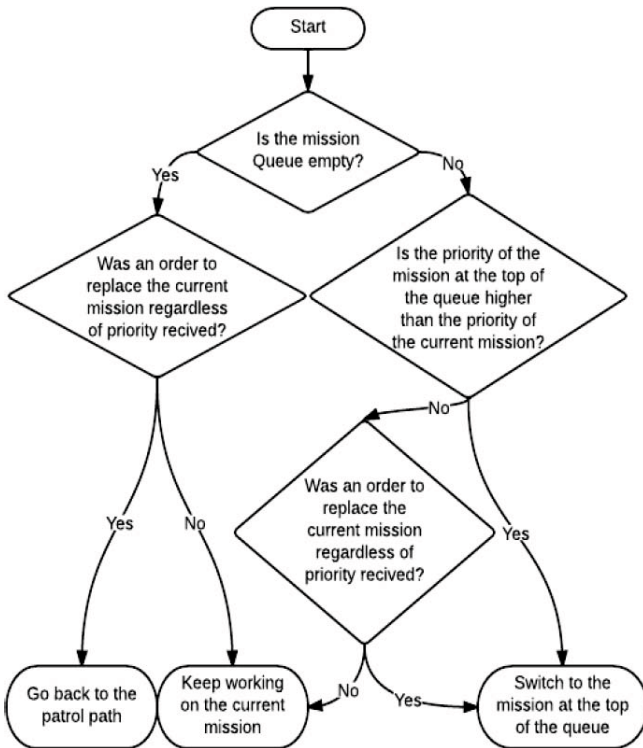 Start
Is the mission
Queue empty?
Yes
No
Was an order to
replace the current
mission regardless
of priority recived?
Is the priority of the
mission at the top of
the queue higher
than the priority of
the current mission?
No
Was an order to
replace the
current mission
regardless of
priority recived?
Yes
No
Yes
No
Yes
Go back to the
patrol path
Keep working
on the current
mission
Switch to the
mission at the top
of the queue